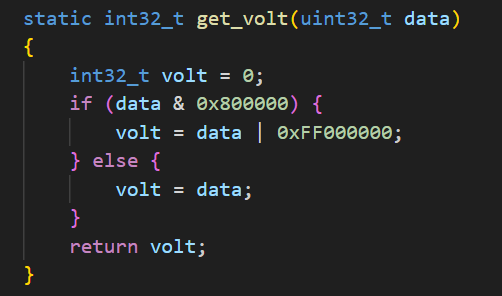 static int32_t get_volt(uint32_t data)
{
    int32_t volt = 0;
    if (data & 0x800000) {
        volt = data | 0xFF000000;
    } else {
        volt = data;
    }
    return volt;
}